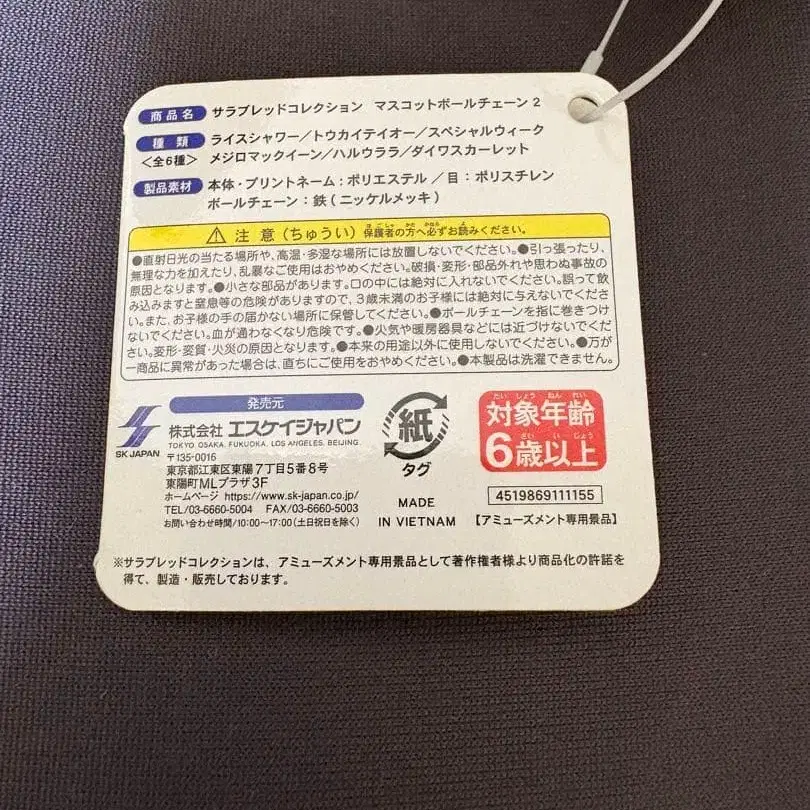 商品名 サラブレッドコレクション マスコットボールチェーン 2
種類 ライスシャワー／トウカイテイオー／スペシャルウィーク
<全6種> メジロマックイーン／ハルウララ／ダイワスカーレット
製品素材 本体・プリントネーム：ポリエステル ／ 目：ポリスチレン
ボールチェーン：鉄（ニッケルメッキ）
注意（ちゅうい）保護者の方へ必ずお読みください。
●直射日光の当たる場所や、高温・多湿な場所には放置しないでください。●引っ張ったり、
無理な力を加えたり、乱暴なご使用はおやめください。破損・変形・部品外れや思わぬ事故の
原因となります。●小さな部品があります。口の中には絶対に入れないでください。誤って飲
み込みますと窒息等の危険がありますので、3歳未満のお子様には絶対に与えないでくださ
い。また、お子様の手の届かない場所に保管してください。●ボールチェーンを指に巻きつけ
ないでください。血が通わなくなり危険です。●火気や暖房器具などには近づけないでくだ
さい。変形・変質・火災の原因となります。●本来の用途以外に使用しないでください。●万が
一商品に異常があった場合は、直ちにご使用をおやめください。●本製品は洗濯できません。
発売元
SK JAPAN
株式会社 エスケイジャパン
TOKYO. OSAKA. FUKUOKA. LOS ANGELES. BEIJING.
〒135-0016
東京都江東区東陽7丁目5番8号
東陽町MLプラザ3F
ホームページ https://www.sk-japan.co.jp/
TEL/03-6660-5004 FAX/03-6660-5003
お問い合わせ時間/10:00〜17:00（土日祝日を除く）
紙
タグ
MADE
IN VIETNAM
たいしょうねんれい
対象年齢
さいいじょう
6歳以上
4519869111155
【アミューズメント専用景品】
※サラブレッドコレクションは、アミューズメント専用景品として著作権者様より商品化の許諾を
得て、製造・販売しております。